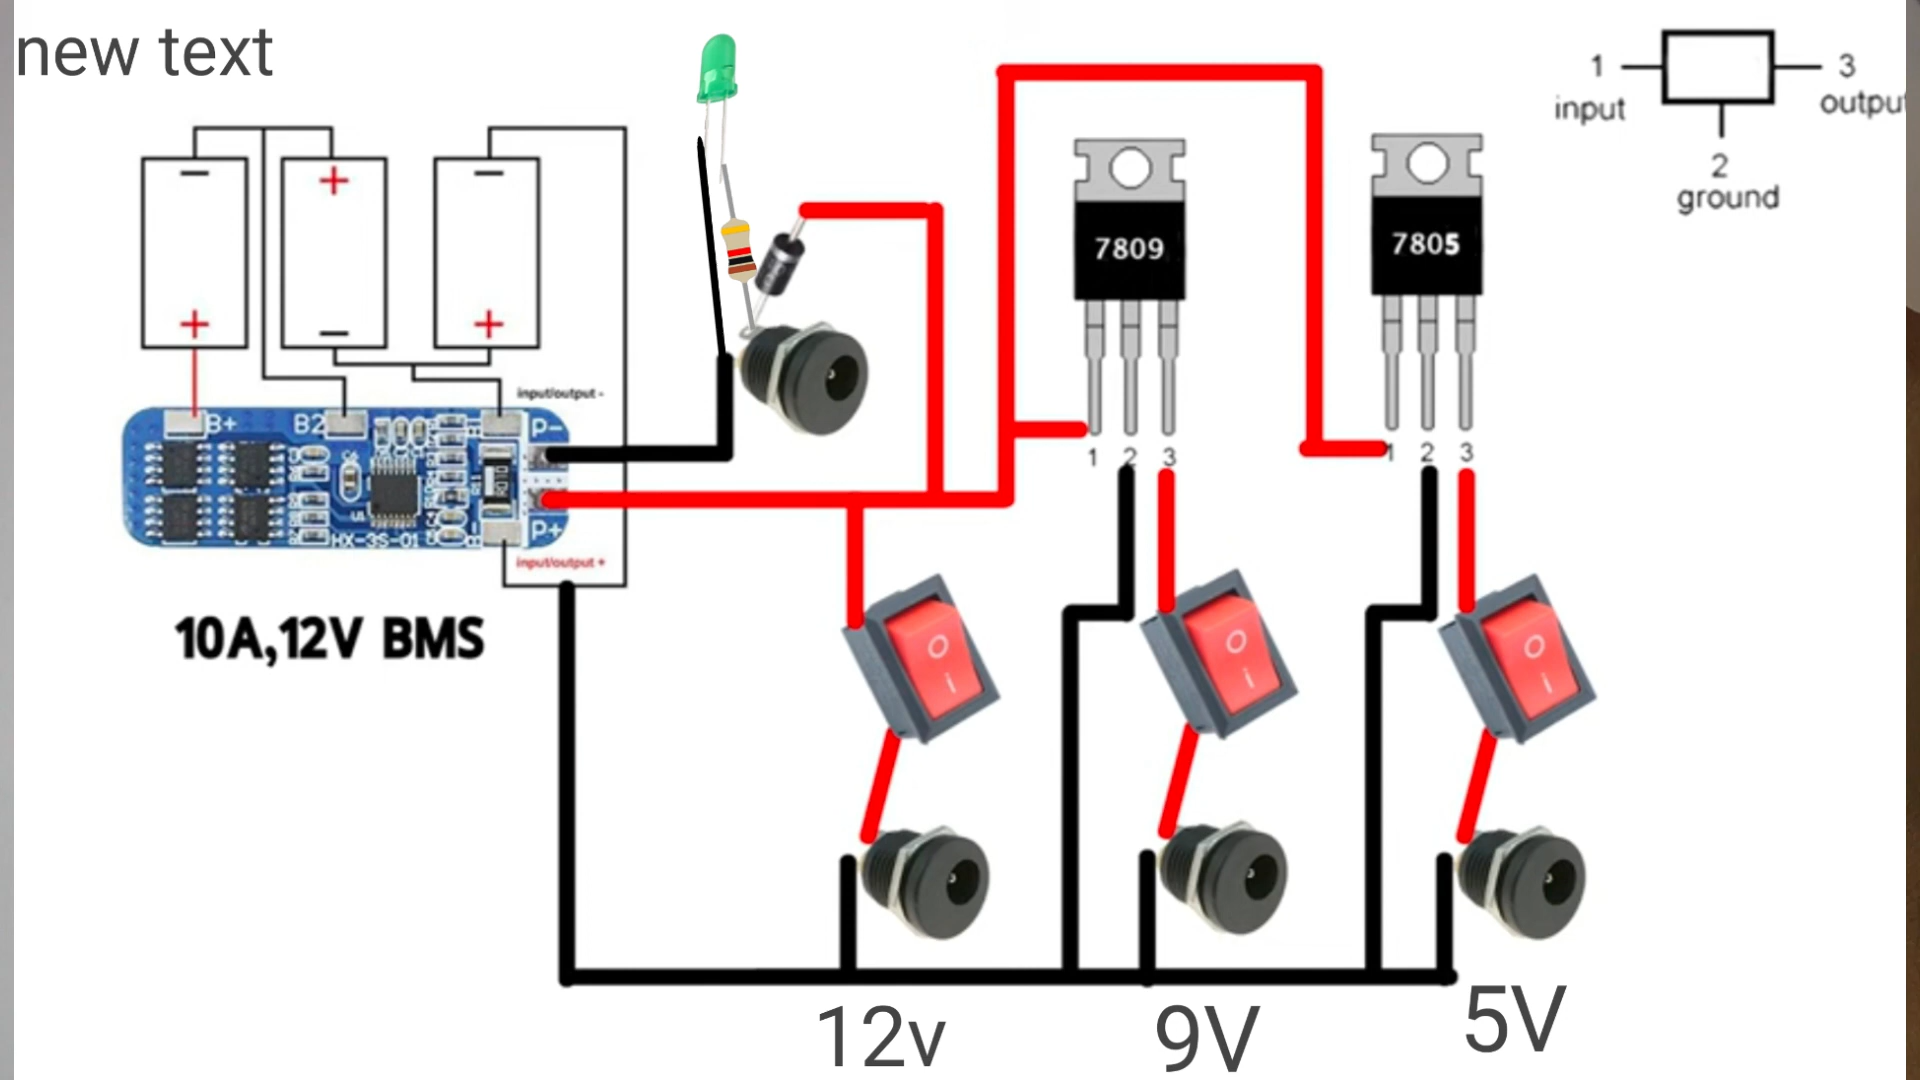 new text
1
3
input
output
2
ground
7809
7805
input/output -
B+
B2
P-
1
2
3
1
2
3
HX-3S-01
P+
input/output +
10A,12V BMS
12v
9V
5V